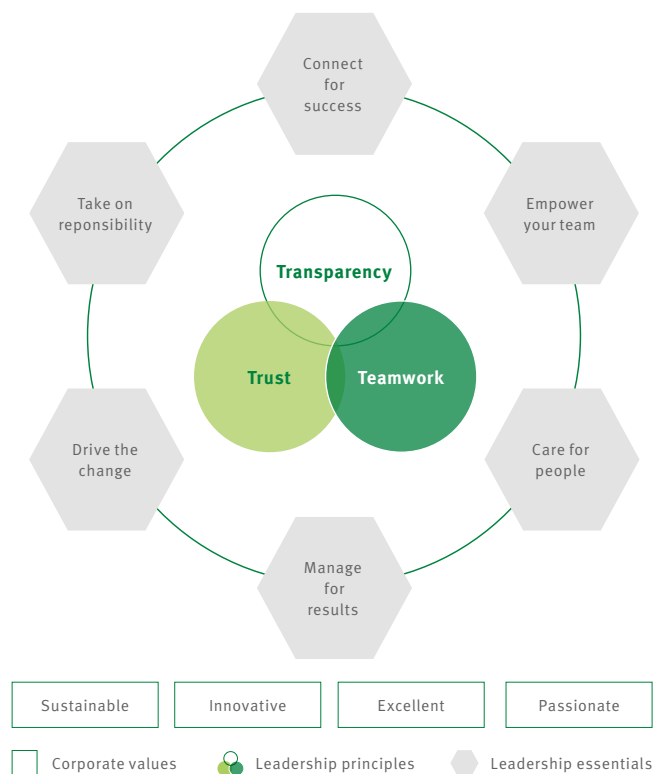 Connect
for
success
Take on
reponsibility
Empower
your team
Transparency
Trust
Teamwork
Drive the
change
Care for
people
Manage
for
results
Sustainable
Innovative
Excellent
Passionate
Corporate values
Leadership principles
Leadership essentials